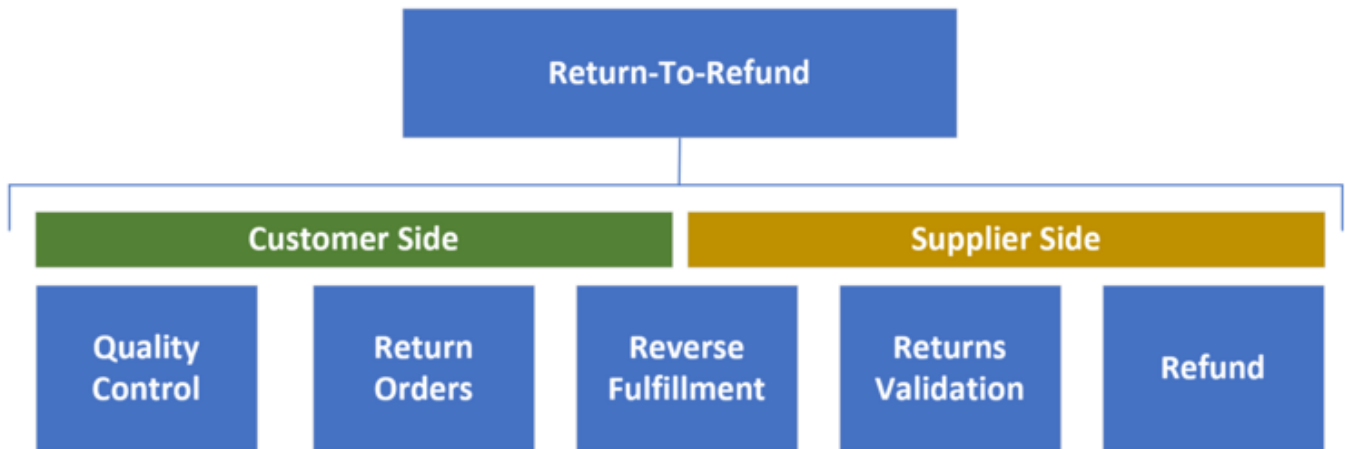 Return-To-Refund
Customer Side
Supplier Side
Quality
Control
Return
Orders
Reverse
Fulfillment
Returns
Validation
Refund